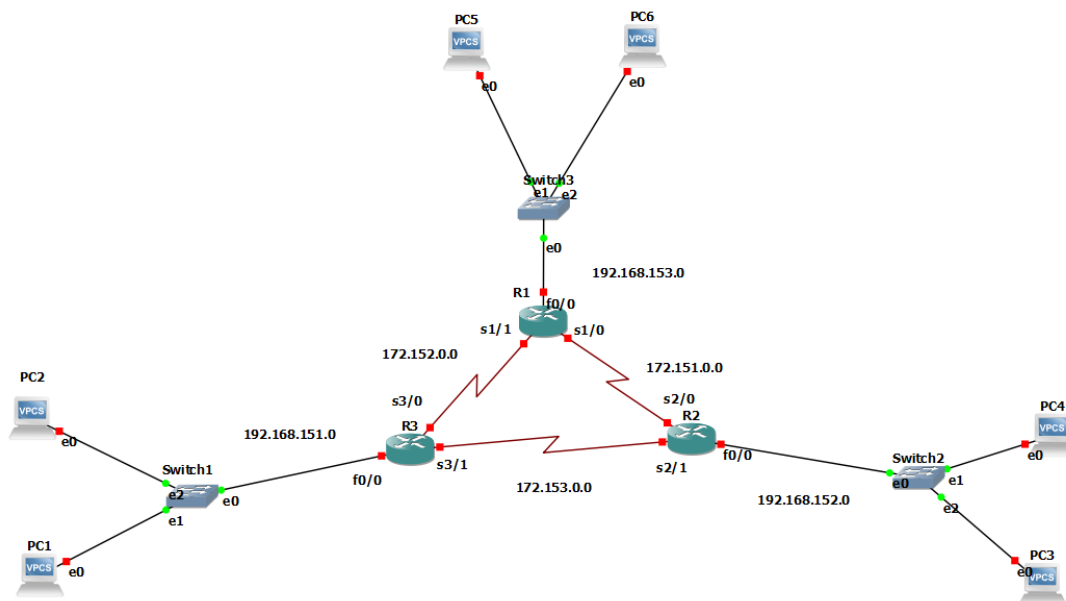 PC5
VPCS
e0
PC6
VPCS
e0
Switch3
e1
e2
e0
192.168.153.0
R1
f0/0
s1/1
s1/0
172.152.0.0
172.151.0.0
PC2
VPCS
e0
s3/0
s2/0
R3
R2
192.168.151.0
PC4
VPCS
e0
s3/1
s2/1
f0/0
f0/0
Switch1
e2
e0
e1
172.153.0.0
Switch2
e0
e1
e2
192.168.152.0
PC1
VPCS
e0
PC3
VPCS
e0